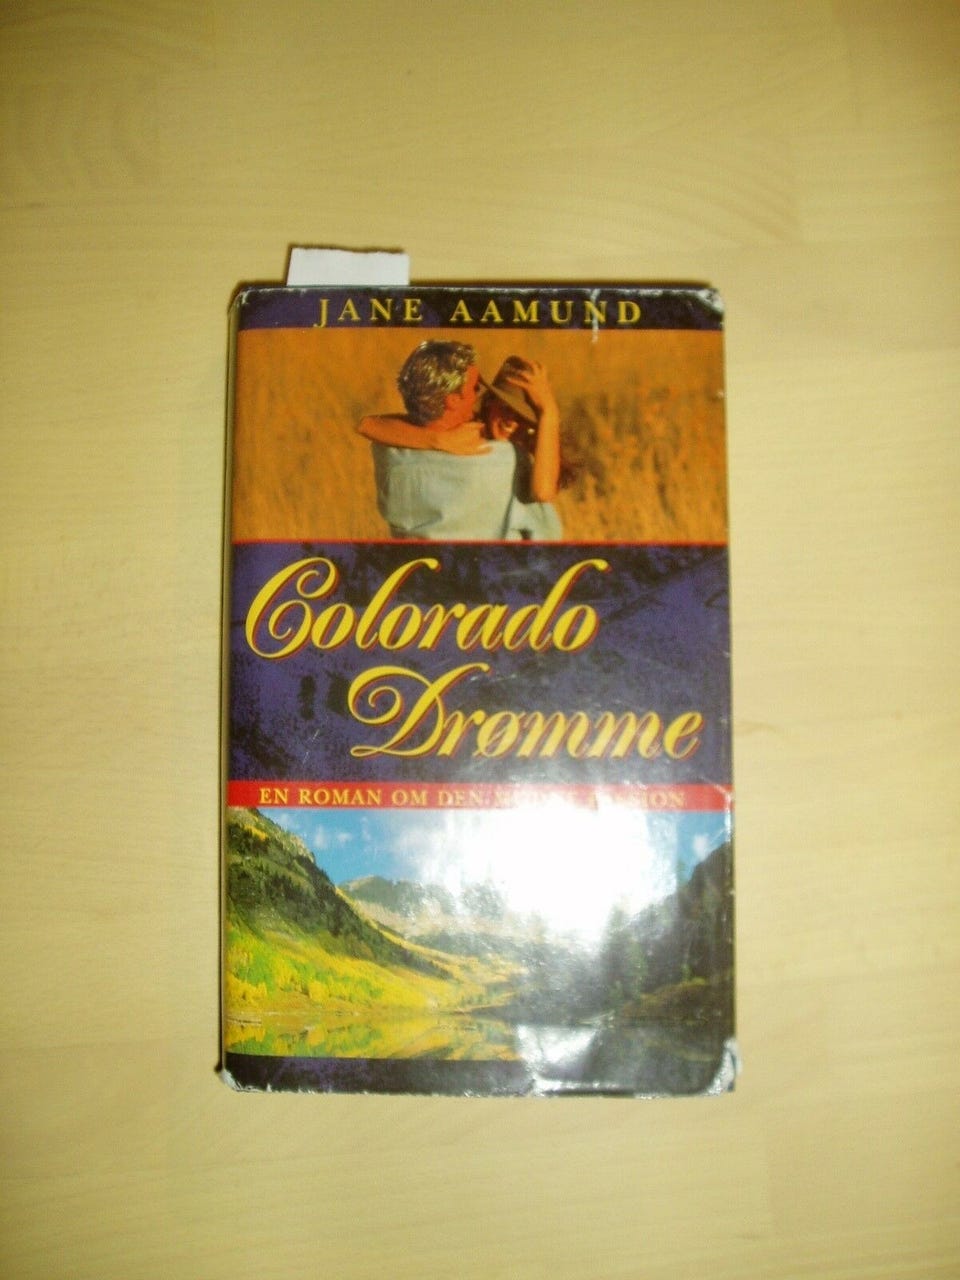 JANE AAMUND
Colorado
Drømme
EN ROMAN OM DEN